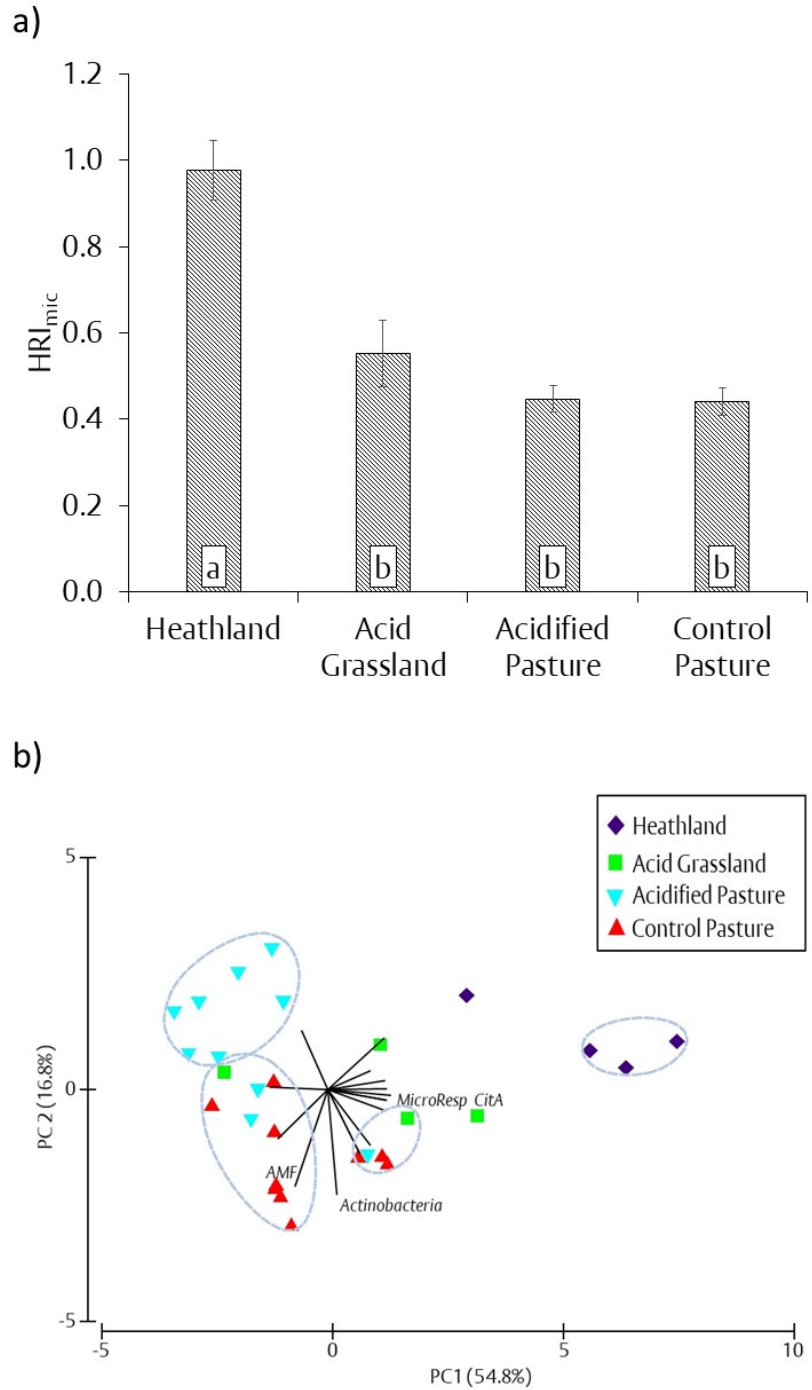 a)
1.2
1.0
0.8
0.6
0.4
0.2
0.0
HRImic
a
b
b
b
Heathland
Acid
Grassland
Acidified
Pasture
Control
Pasture
b)
Heathland
Acid Grassland
Acidified Pasture
Control Pasture
5
0
-5
PC 2 (16.8%)
MicroResp CitA
AMF
Actinobacteria
-5
0
5
10
PC1 (54.8%)